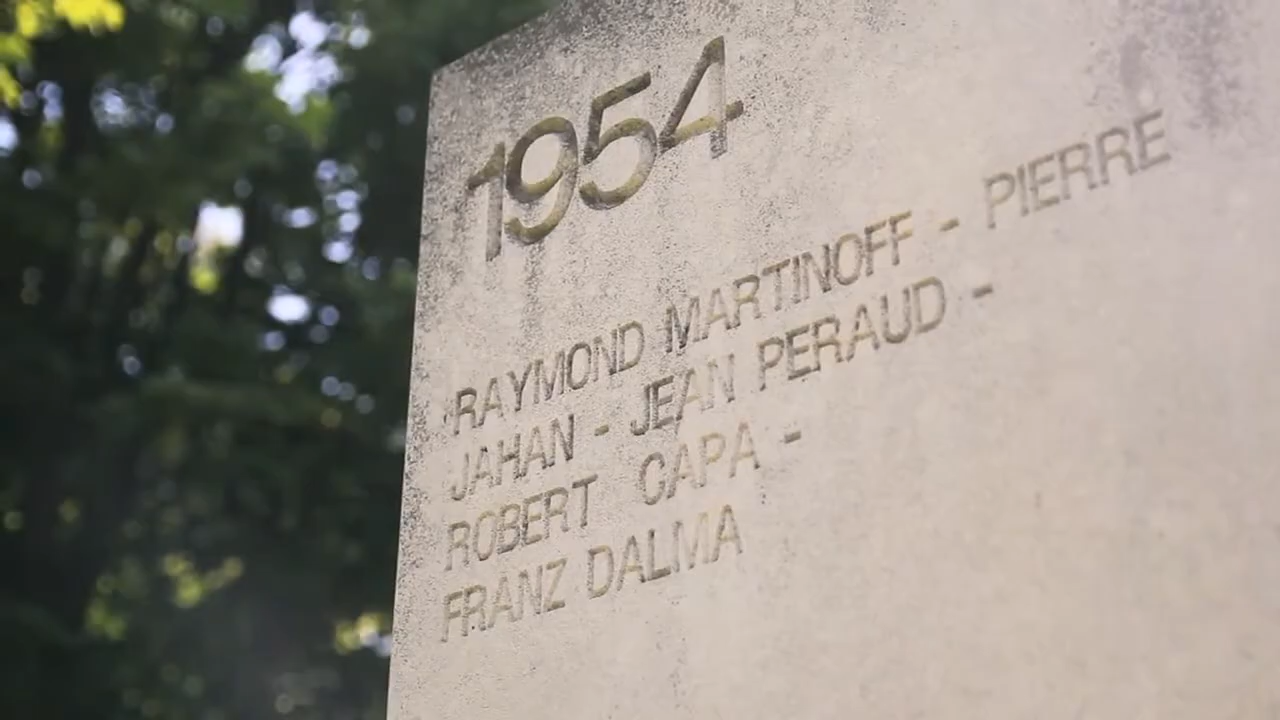 1954
RAYMOND MARTINOFF - PIERRE
JAHAN - JEAN PERAUD -
ROBERT CAPA -
FRANZ DALMA